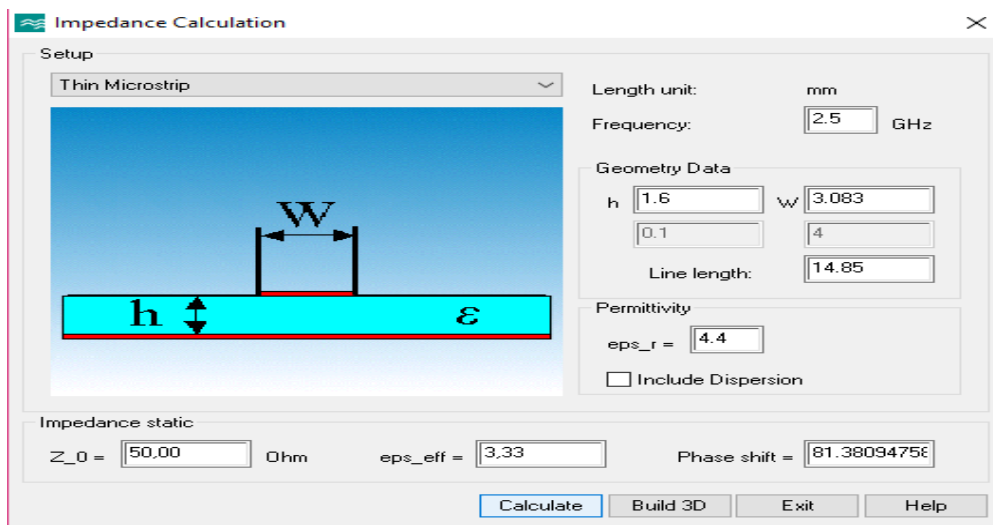 Impedance Calculation
Setup
Thin Microstrip
Length unit: mm
Frequency: 2.5 GHz
Geometry Data
h 1.6 W 3.083
0.1 4
Line length: 14.85
W
h ε
Permittivity
eps_r = 4.4
Include Dispersion
Impedance static
Z_0 = 50,00 Ohm eps_eff = 3,33 Phase shift = 81.38094758
Calculate Build 3D Exit Help